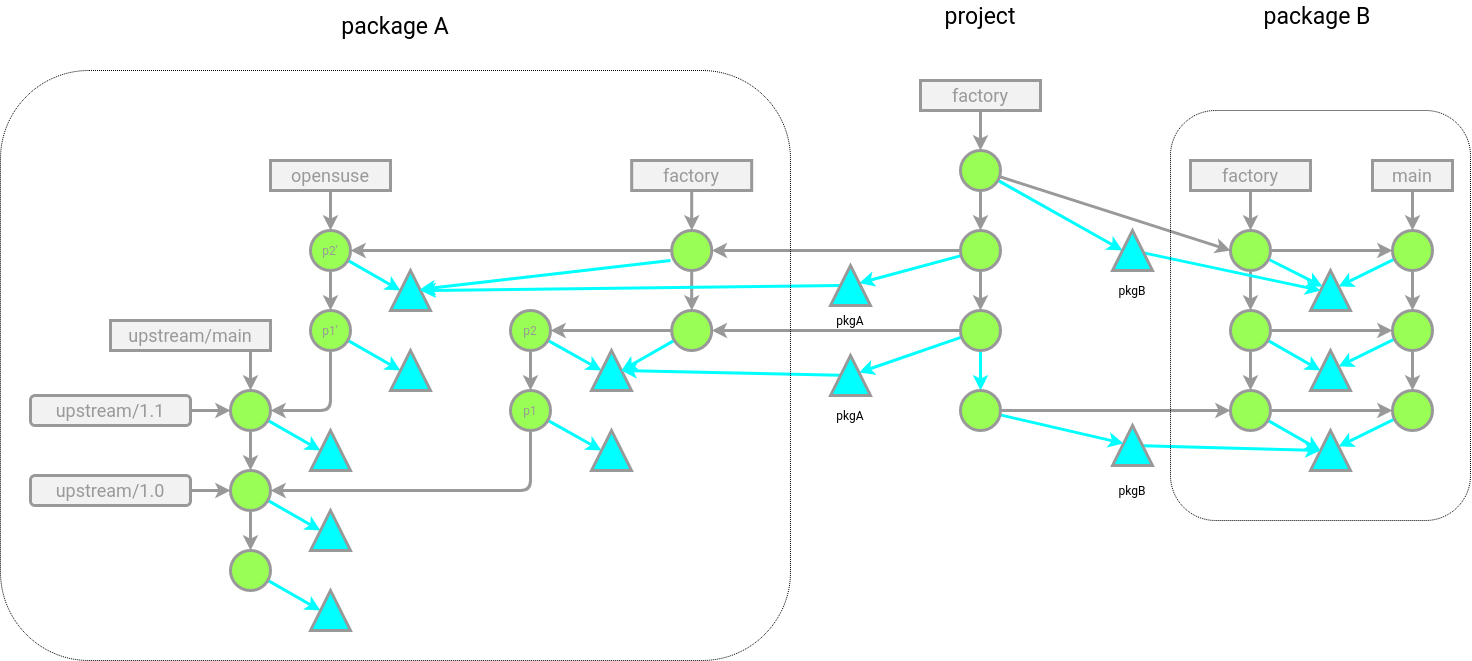 package A
project
package B
factory
opensuse
factory
factory
main
p2'
pkgB
pkgA
upstream/main
p1'
p2
upstream/1.1
p1
pkgA
upstream/1.0
pkgB